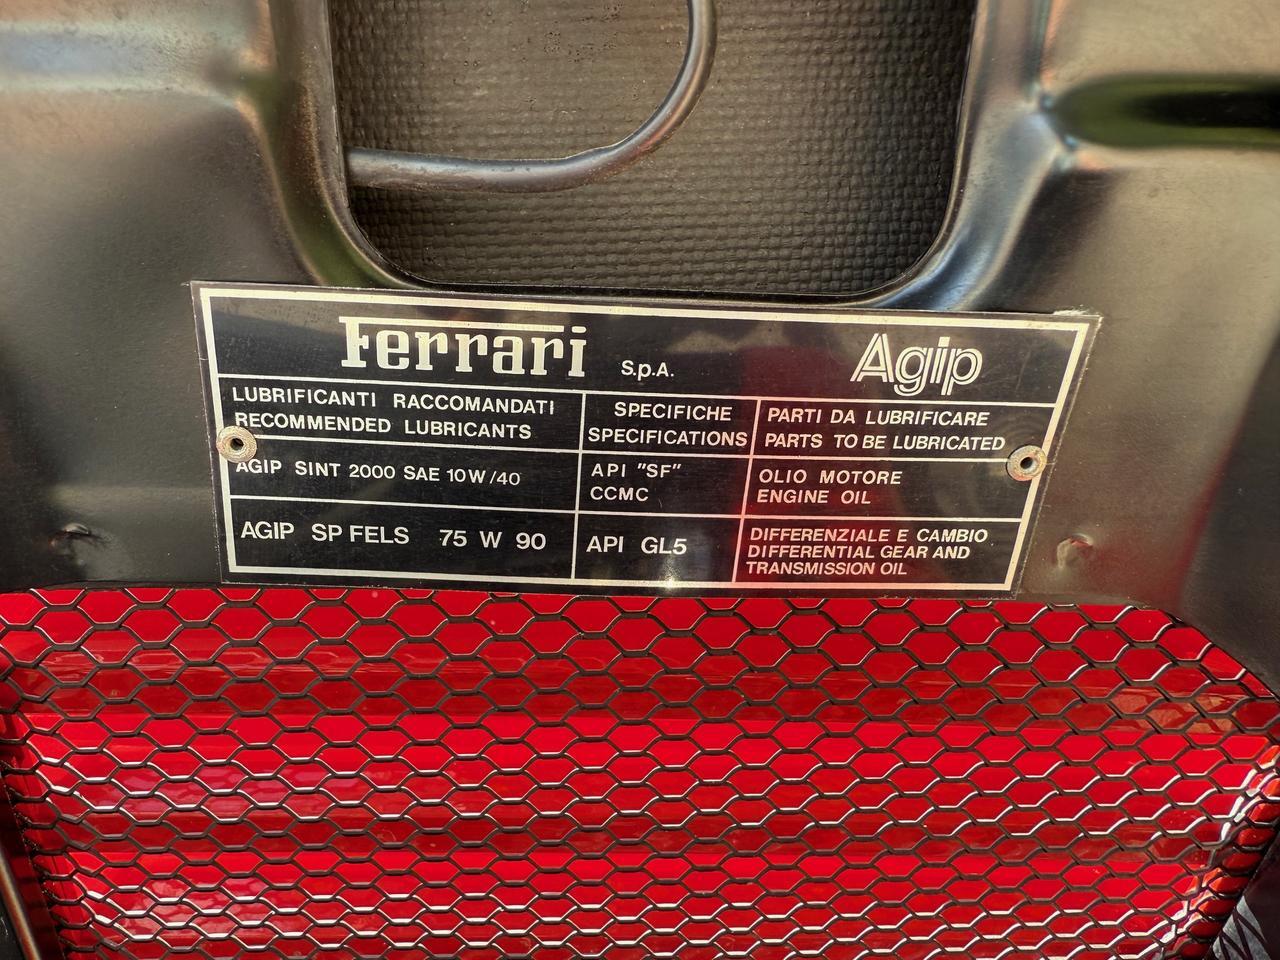 Ferrari S.p.A. Agip
LUBRIFICANTI RACCOMANDATI
RECOMMENDED LUBRICANTS
SPECIFICHE
SPECIFICATIONS
PARTI DA LUBRIFICARE
PARTS TO BE LUBRICATED
AGIP SINT 2000 SAE 10W/40
API "SF"
CCMC
OLIO MOTORE
ENGINE OIL
AGIP SP FELS 75 W 90
API GL5
DIFFERENZIALE E CAMBIO
DIFFERENTIAL GEAR AND
TRANSMISSION OIL